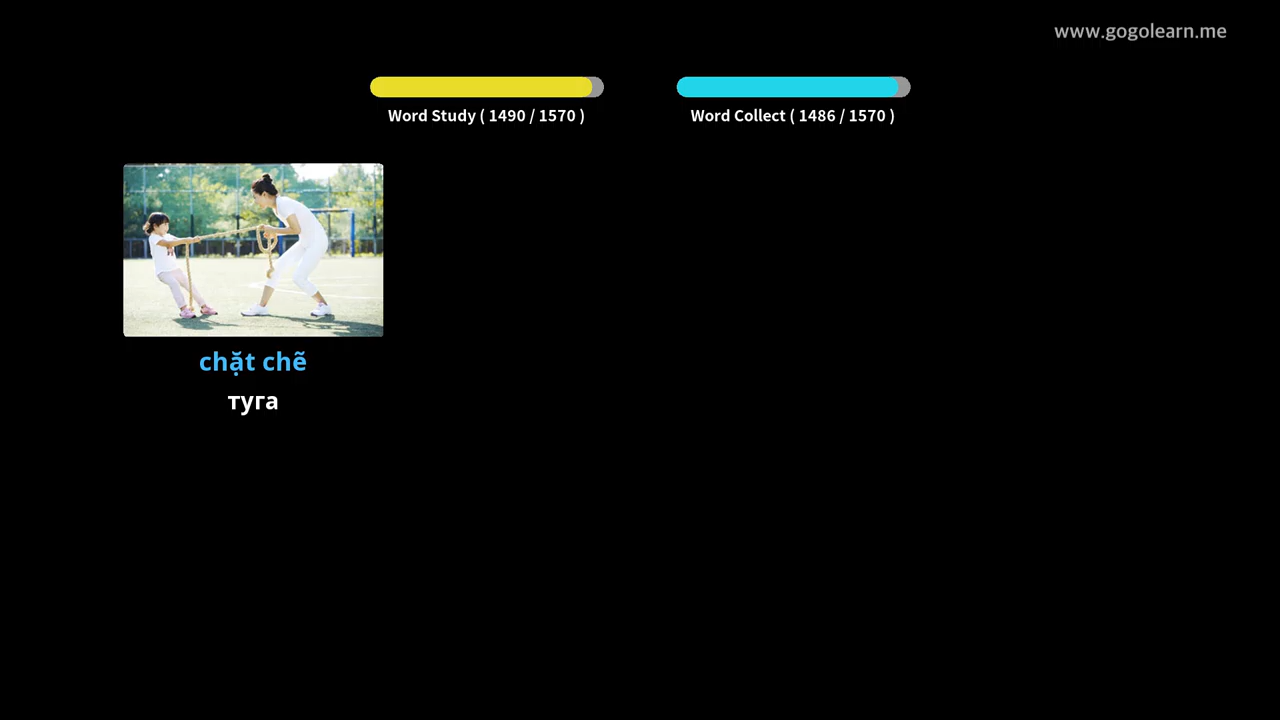 www.gogolearn.me
Word Study ( 1490 / 1570 )
Word Collect ( 1486 / 1570 )
chặt chẽ
туга